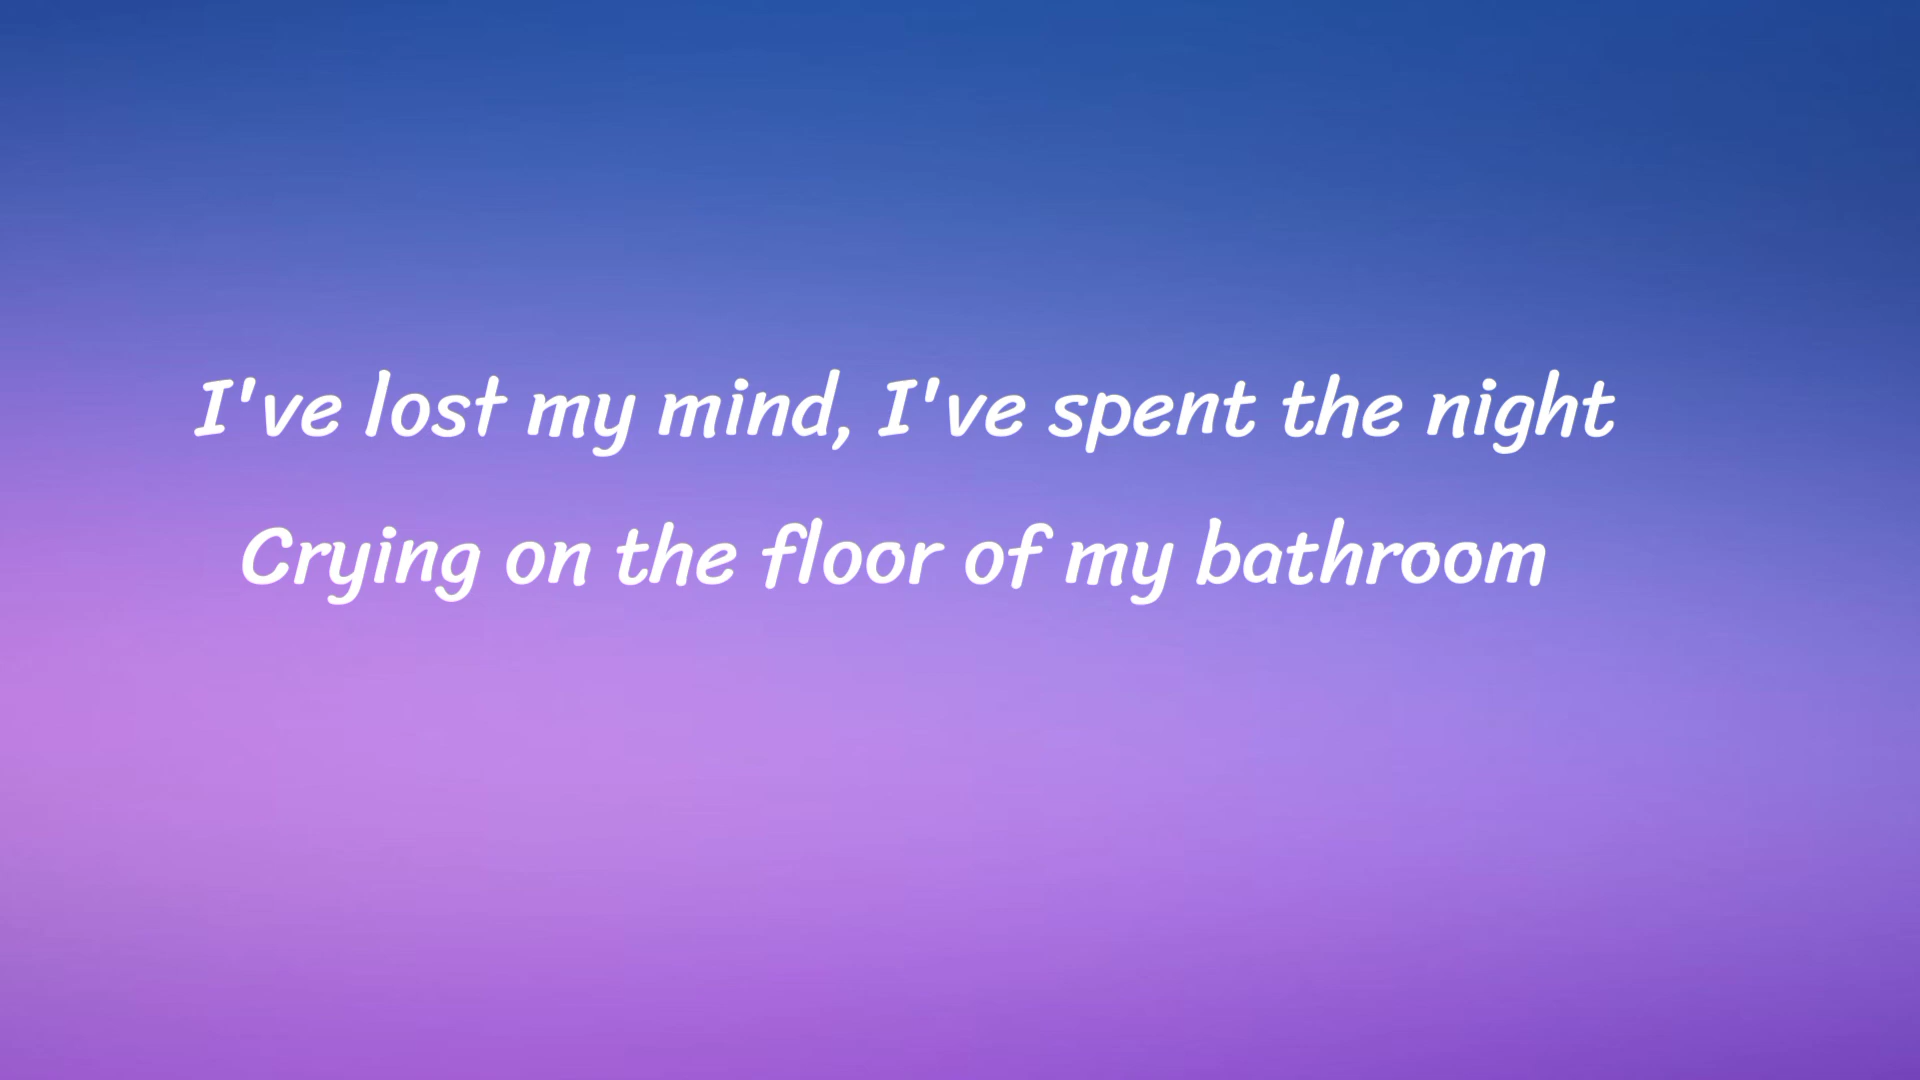 I've lost my mind, I've spent the night
Crying on the floor of my bathroom